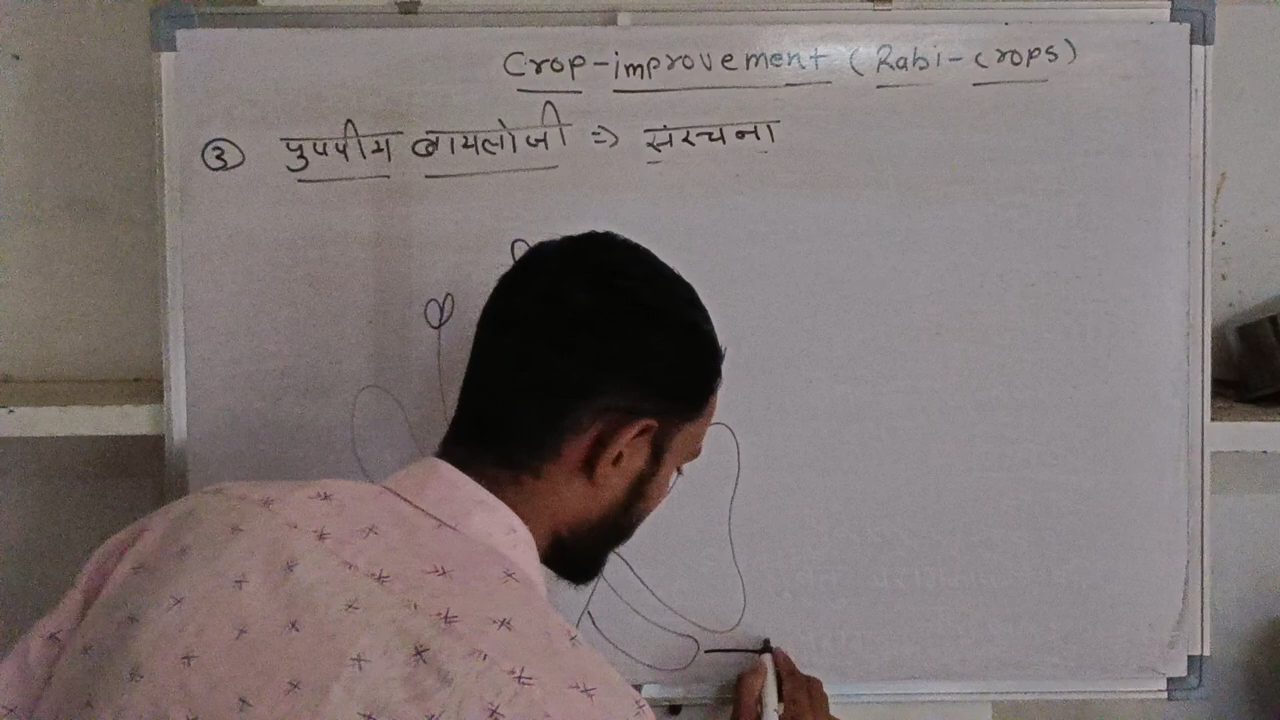 Crop-improvement (Rabi-crops)
③ पुष्पीय बायलोजी ⇒ संरचना